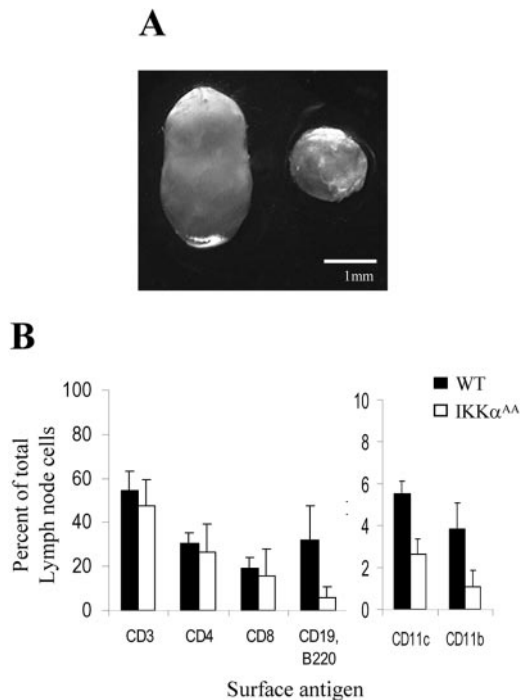 A
1mm
B
WT
IKKα^AA
Percent of total
Lymph node cells
100
80
60
40
20
0
10
8
6
4
2
0
CD3
CD4
CD8
CD19,
B220
CD11c
CD11b
Surface antigen